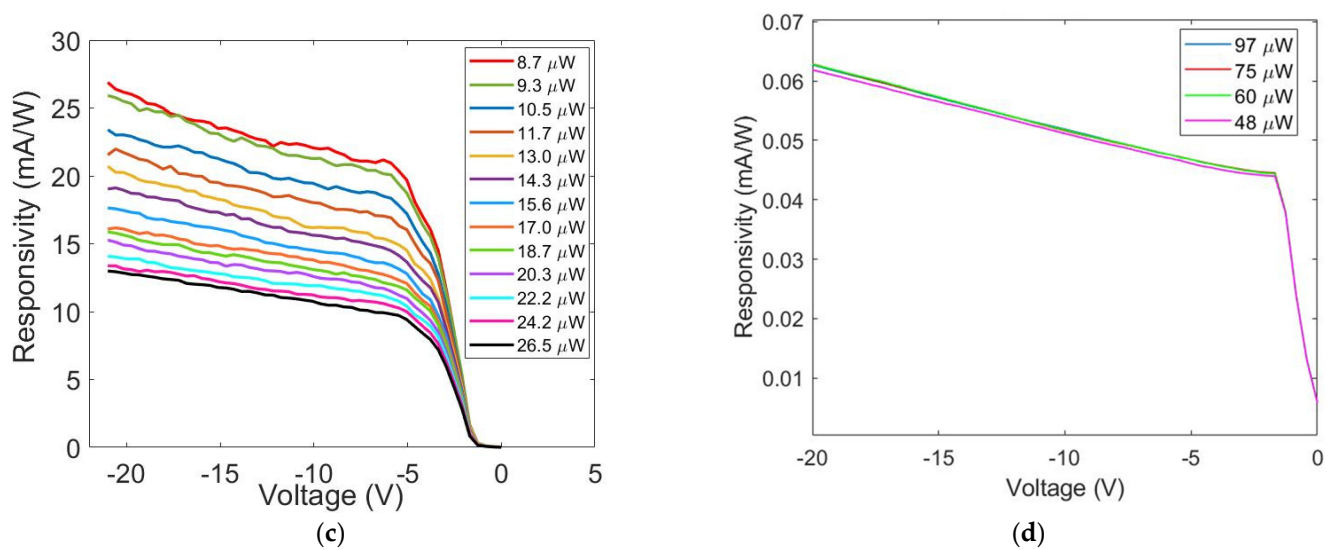 Responsivity (mA/W)
30
25
20
15
10
5
0
-20
-15
-10
-5
0
5
Voltage (V)
8.7 μW
9.3 μW
10.5 μW
11.7 μW
13.0 μW
14.3 μW
15.6 μW
17.0 μW
18.7 μW
20.3 μW
22.2 μW
24.2 μW
26.5 μW
(c)
Responsivity (mA/W)
0.07
0.06
0.05
0.04
0.03
0.02
0.01
-20
-15
-10
-5
0
Voltage (V)
97 μW
75 μW
60 μW
48 μW
(d)